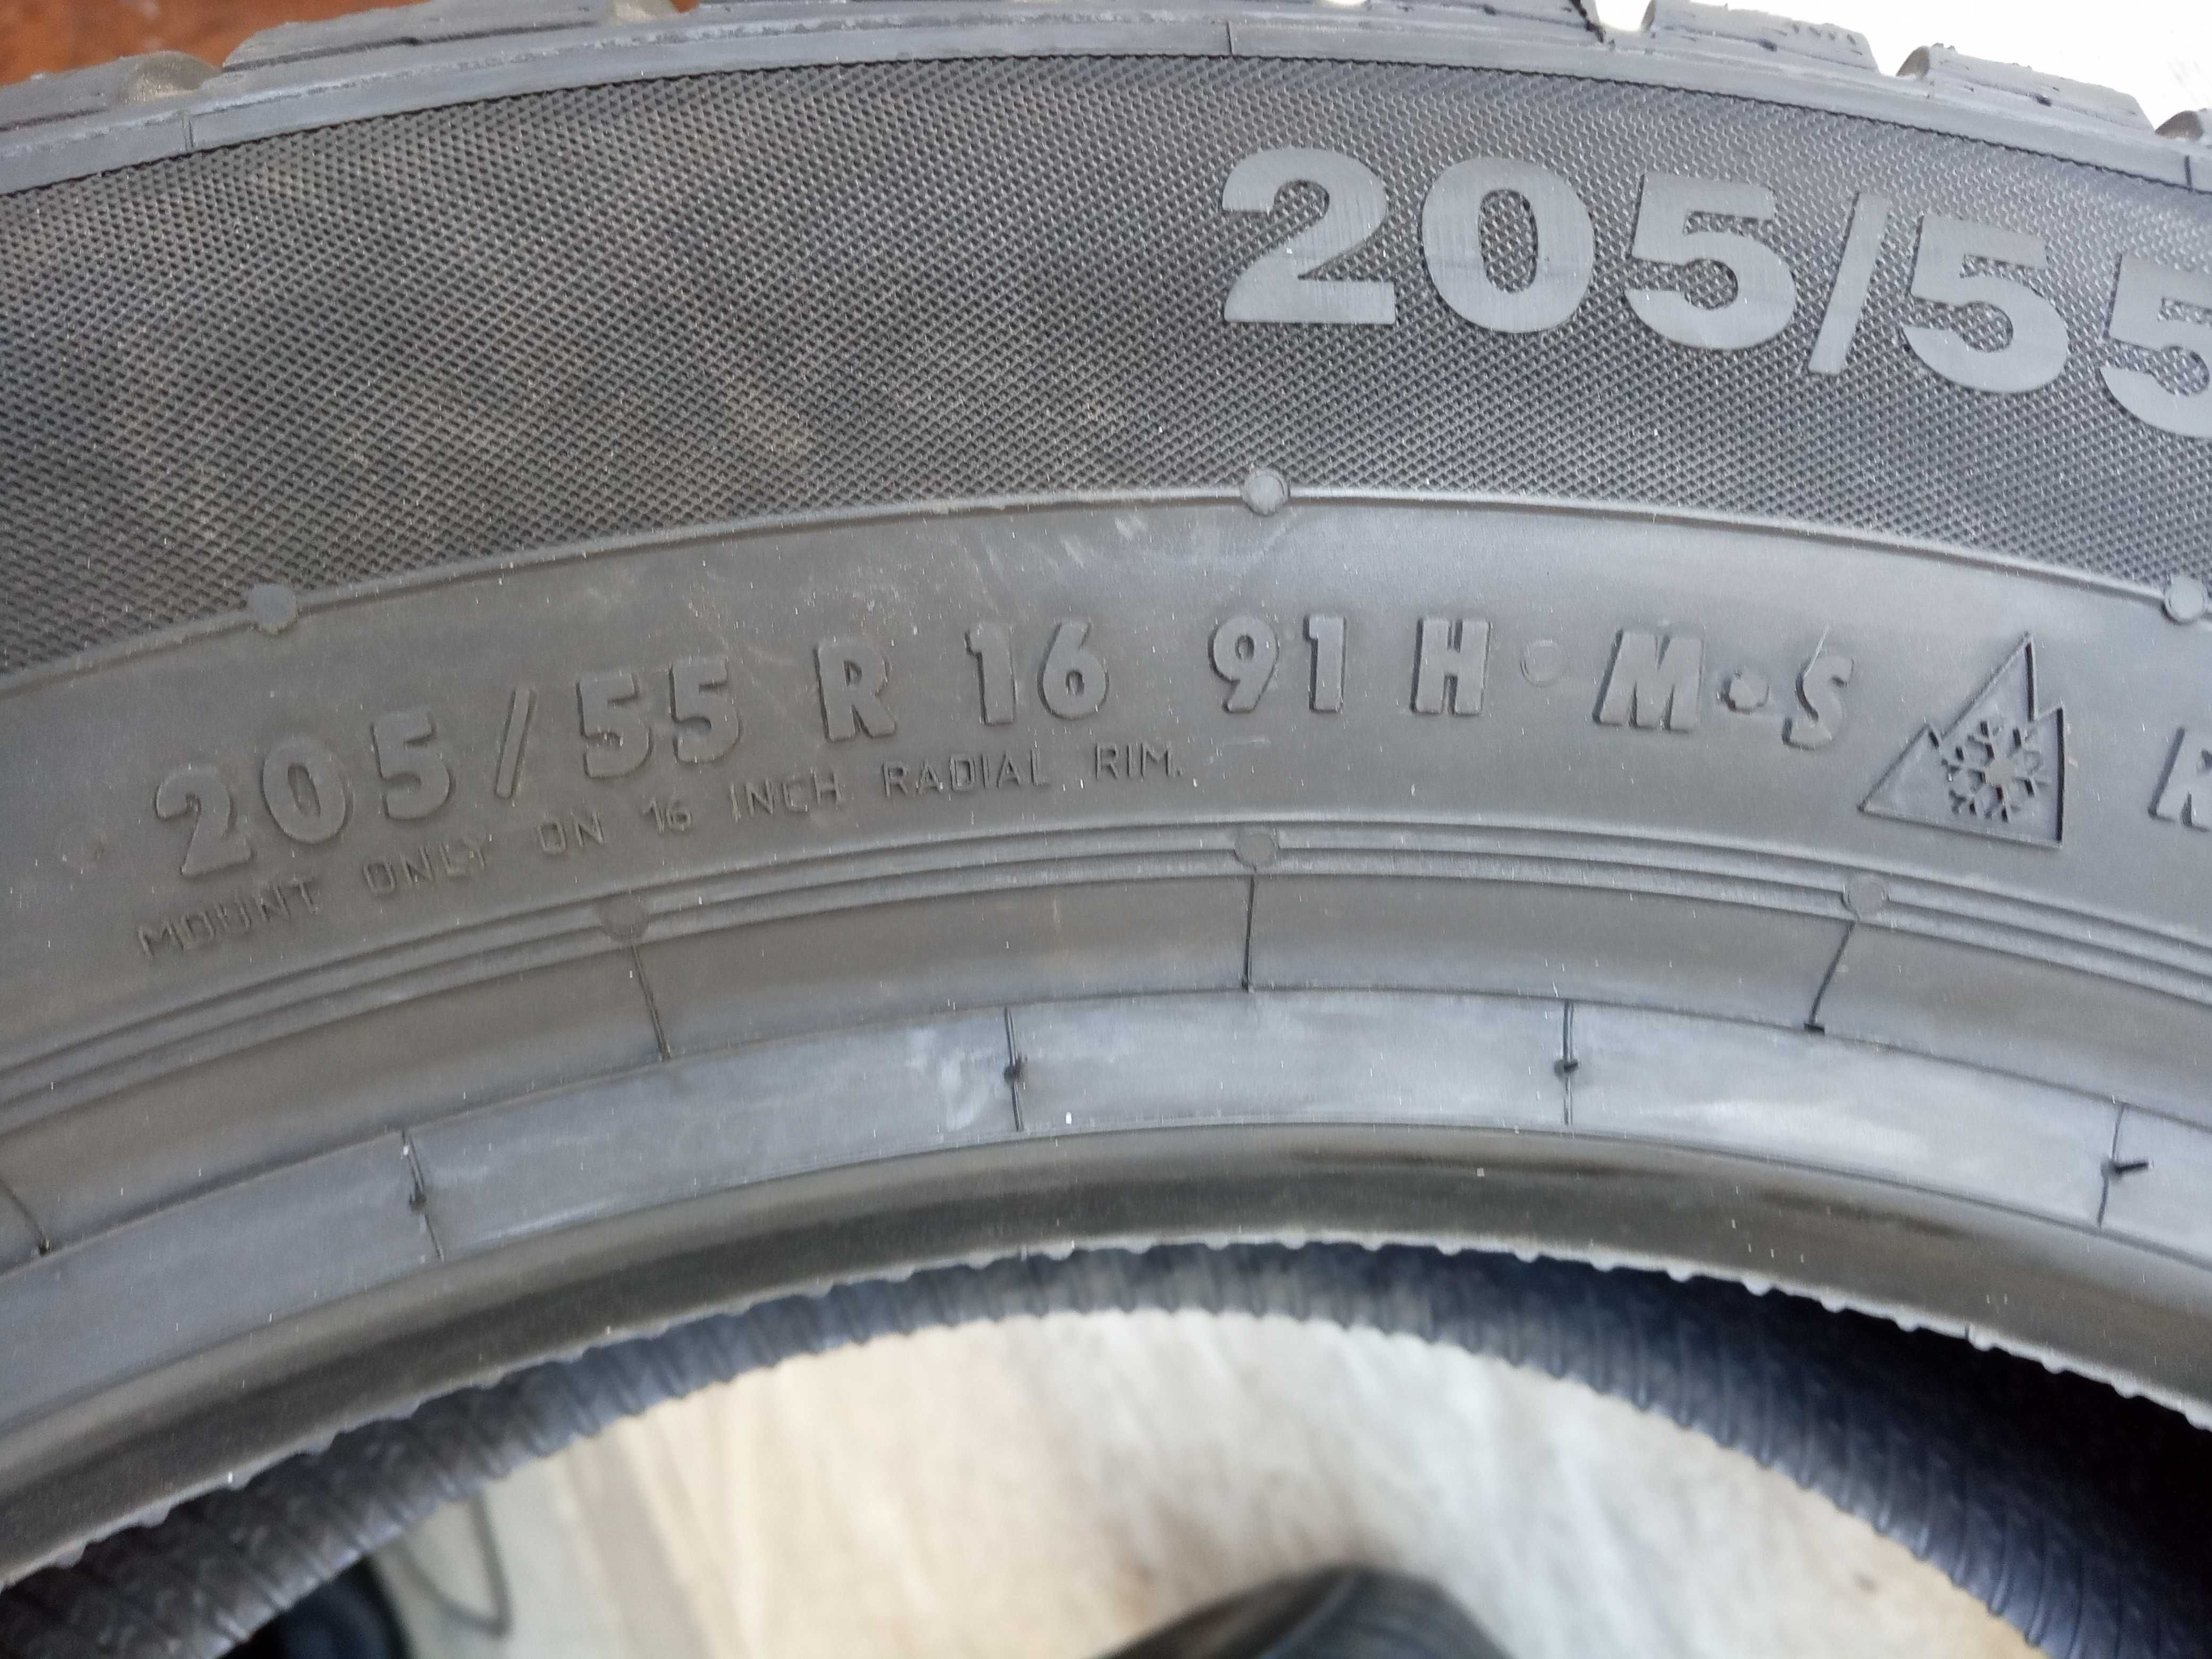 205/55
205/55 R 16 91 H M+S
MOUNT ONLY ON 16 INCH RADIAL RIM.